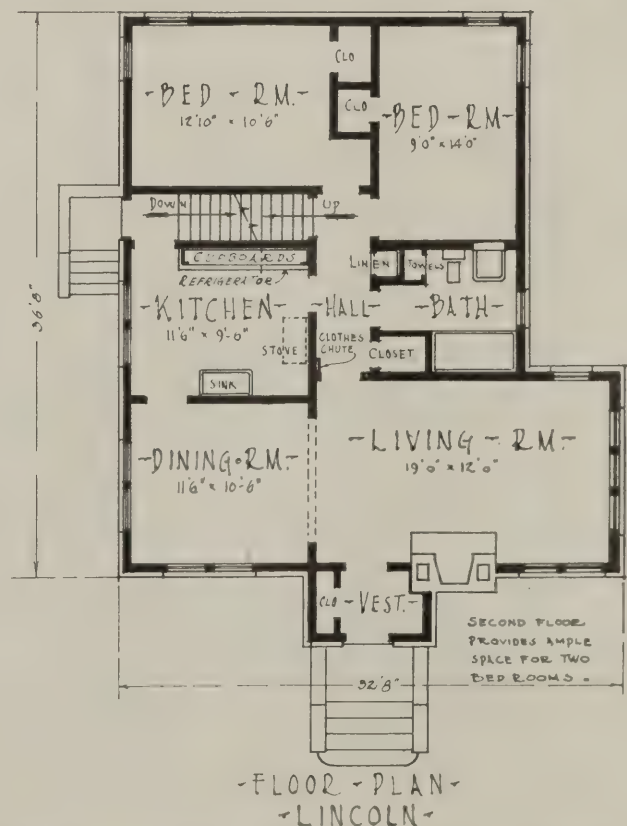 CLO
-BED-RM.-
12'10" x 10'6"
CLO
-BED-RM-
9'0" x 14'0"
DOWN
UP
CUPBOARDS
REFRIGERATOR
LINEN
TOWELS
-KITCHEN-
11'6" x 9'-0"
-HALL-
-BATH-
36'8"
STOVE
CLOTHES
CHUTE
CLOSET
SINK
-LIVING-RM-
19'0" x 12'0"
-DINING-RM.-
11'6" x 10'-6"
CLO
-VEST.-
SECOND FLOOR
PROVIDES AMPLE
SPACE FOR TWO
BED ROOMS.
32'8"
-FLOOR-PLAN-
-LINCOLN-